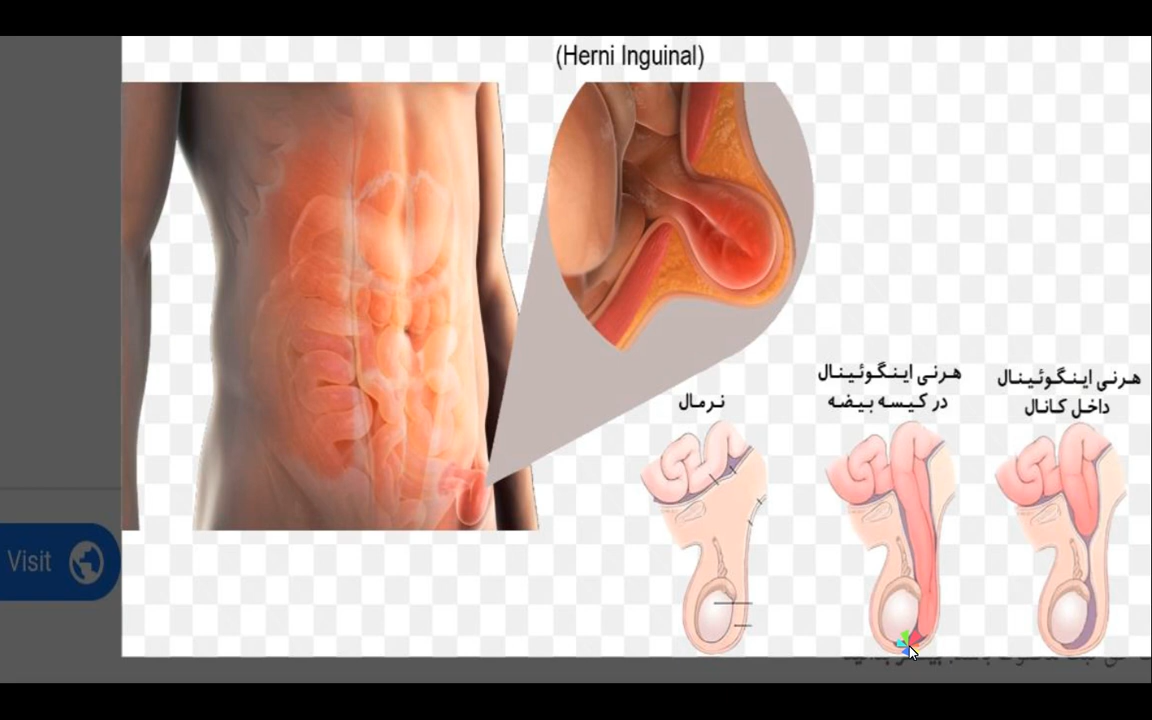 (Herni Inguinal)
هرنی اینگوئینال
داخل کانال
هرنی اینگوئینال
در کیسه بیضه
نرمال
Visit